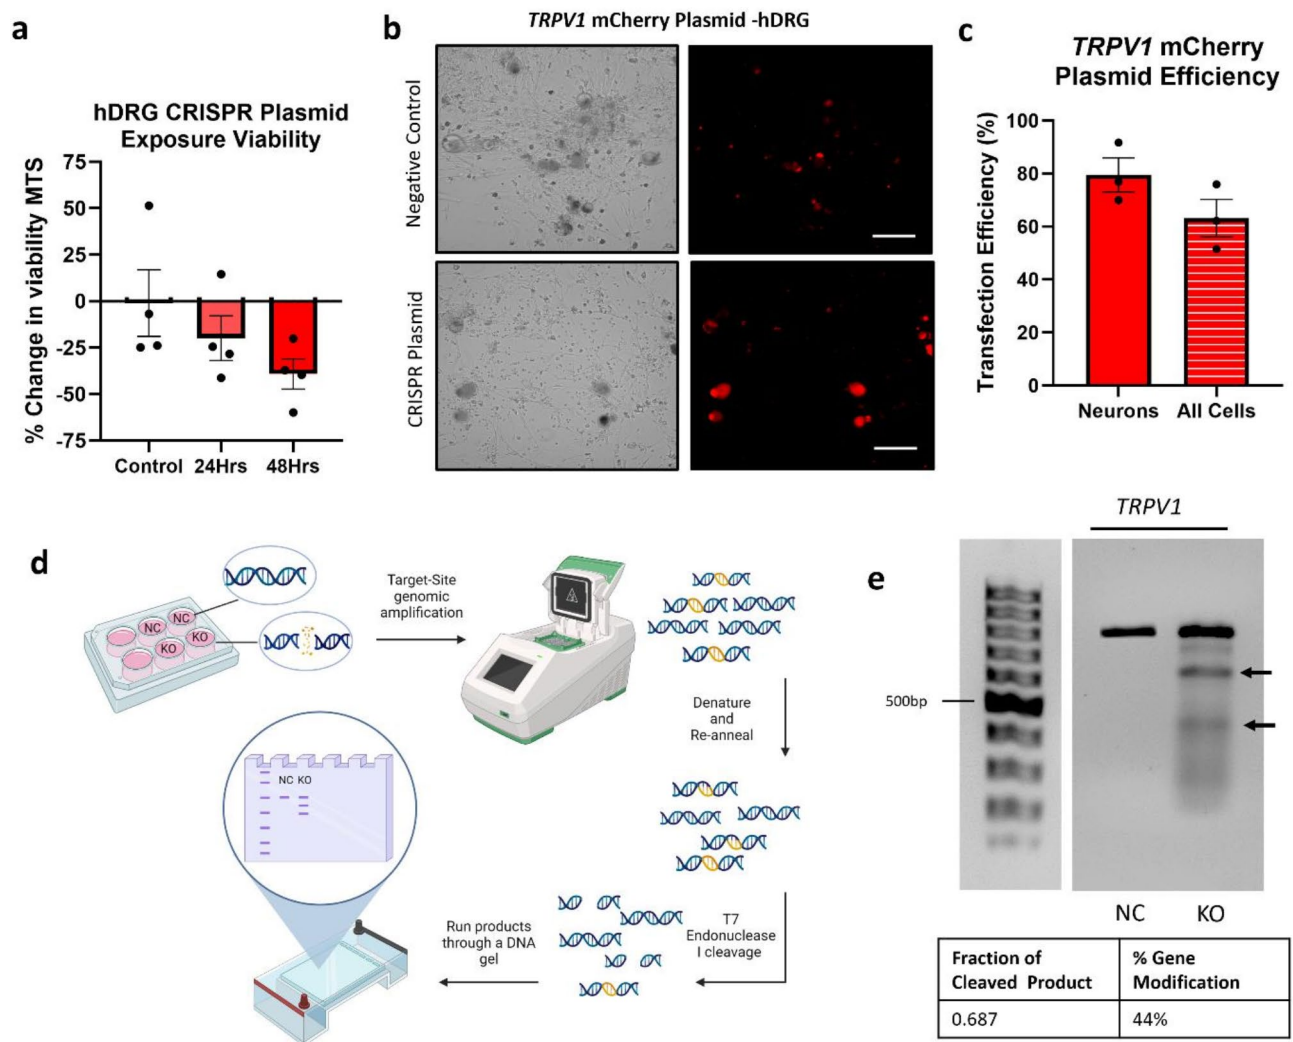 a
hDRG CRISPR Plasmid
Exposure Viability
% Change in viability MTS
75
50
25
0
-25
-50
-75
Control 24Hrs 48Hrs
b
TRPV1 mCherry Plasmid -hDRG
Negative Control
CRISPR Plasmid
c
TRPV1 mCherry
Plasmid Efficiency
Transfection Efficiency (%)
100
80
60
40
20
0
Neurons All Cells
d
NC
NC
KO
KO
Target-Site
genomic
amplification
Denature
and
Re-anneal
T7
Endonuclease
I cleavage
Run products
through a DNA
gel
NC KO
e
TRPV1
500bp
NC KO
Fraction of
Cleaved Product
% Gene
Modification
0.687
44%